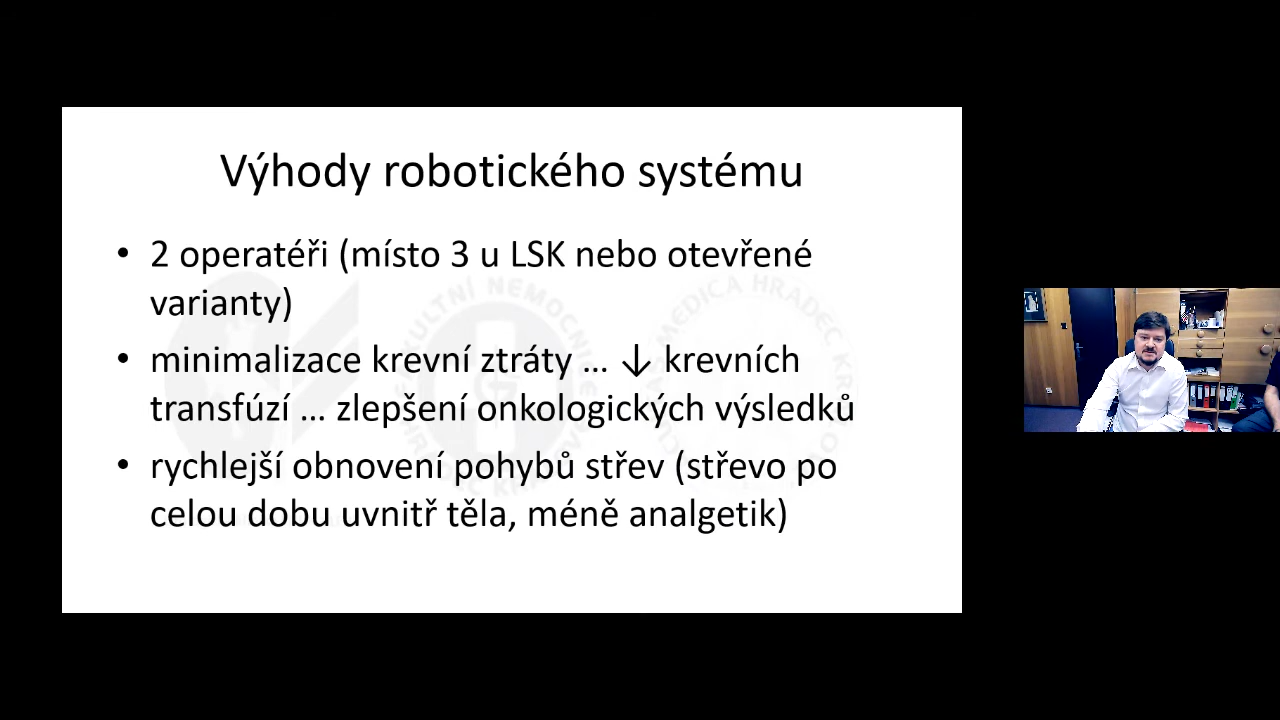 Výhody robotického systému
• 2 operatéři (místo 3 u LSK nebo otevřené
varianty)
• minimalizace krevní ztráty … ↓ krevních
transfúzí … zlepšení onkologických výsledků
• rychlejší obnovení pohybů střev (střevo po
celou dobu uvnitř těla, méně analgetik)